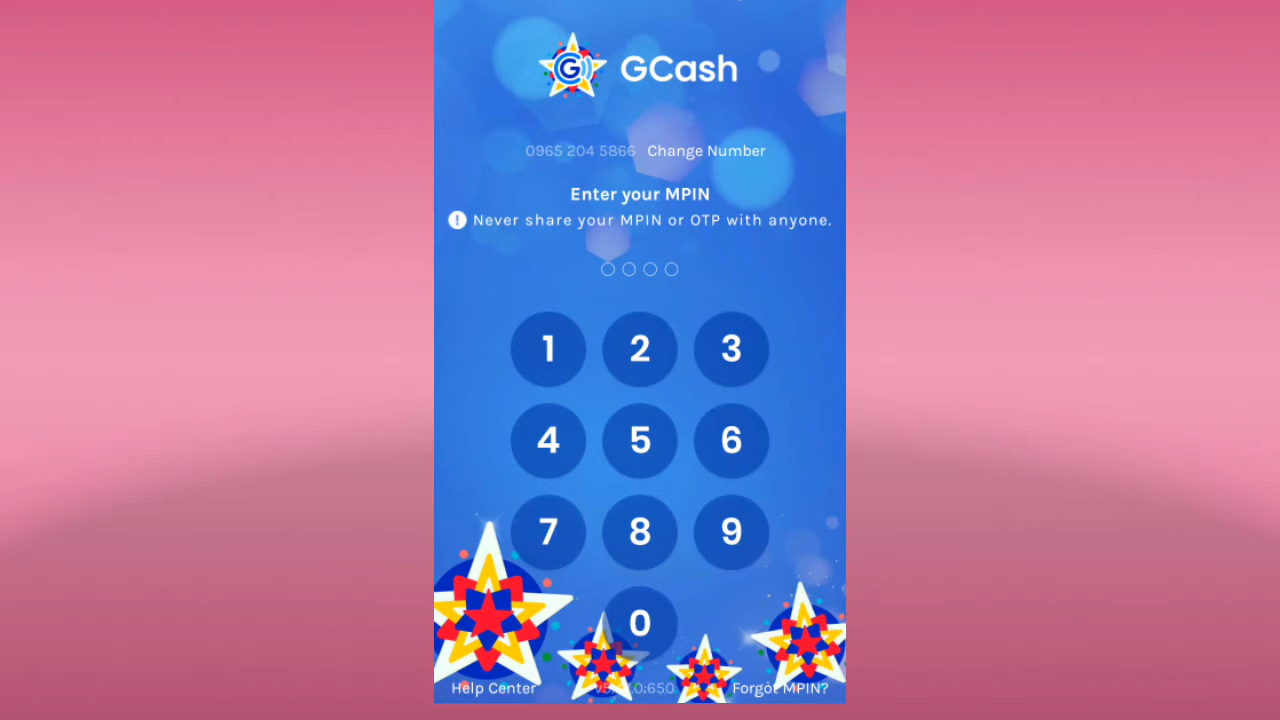 G
GCash
0965 204 5866 Change Number
Enter your MPIN
! Never share your MPIN or OTP with anyone.
1 2 3
4 5 6
7 8 9
0
Help Center Forgot MPIN?